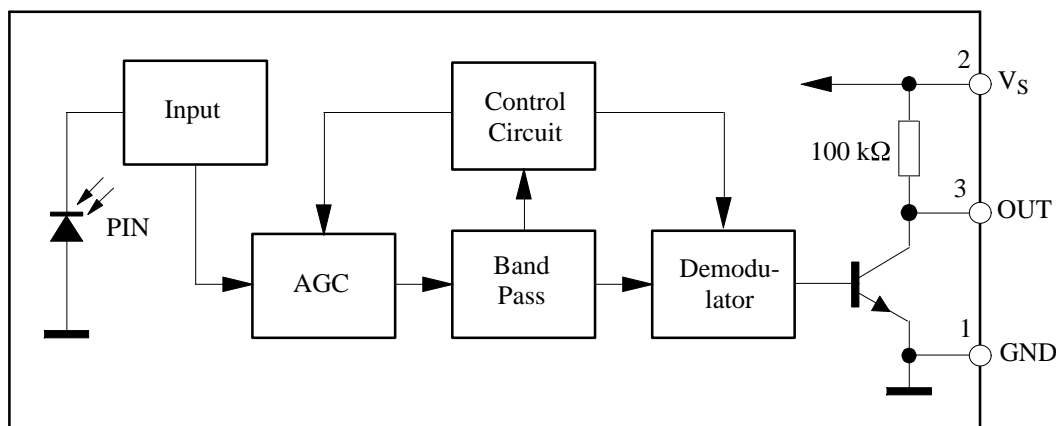 Input
Control
Circuit
2
V_S
100 kΩ
3
OUT
PIN
AGC
Band
Pass
Demodu-
lator
1
GND